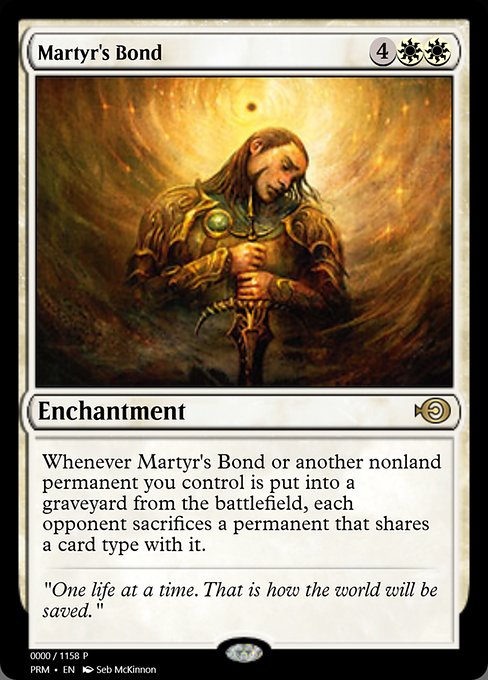 Martyr's Bond 4
Enchantment
Whenever Martyr's Bond or another nonland
permanent you control is put into a
graveyard from the battlefield, each
opponent sacrifices a permanent that shares
a card type with it.
"One life at a time. That is how the world will be
saved."
0000 / 1158 P
PRM • EN Seb McKinnon